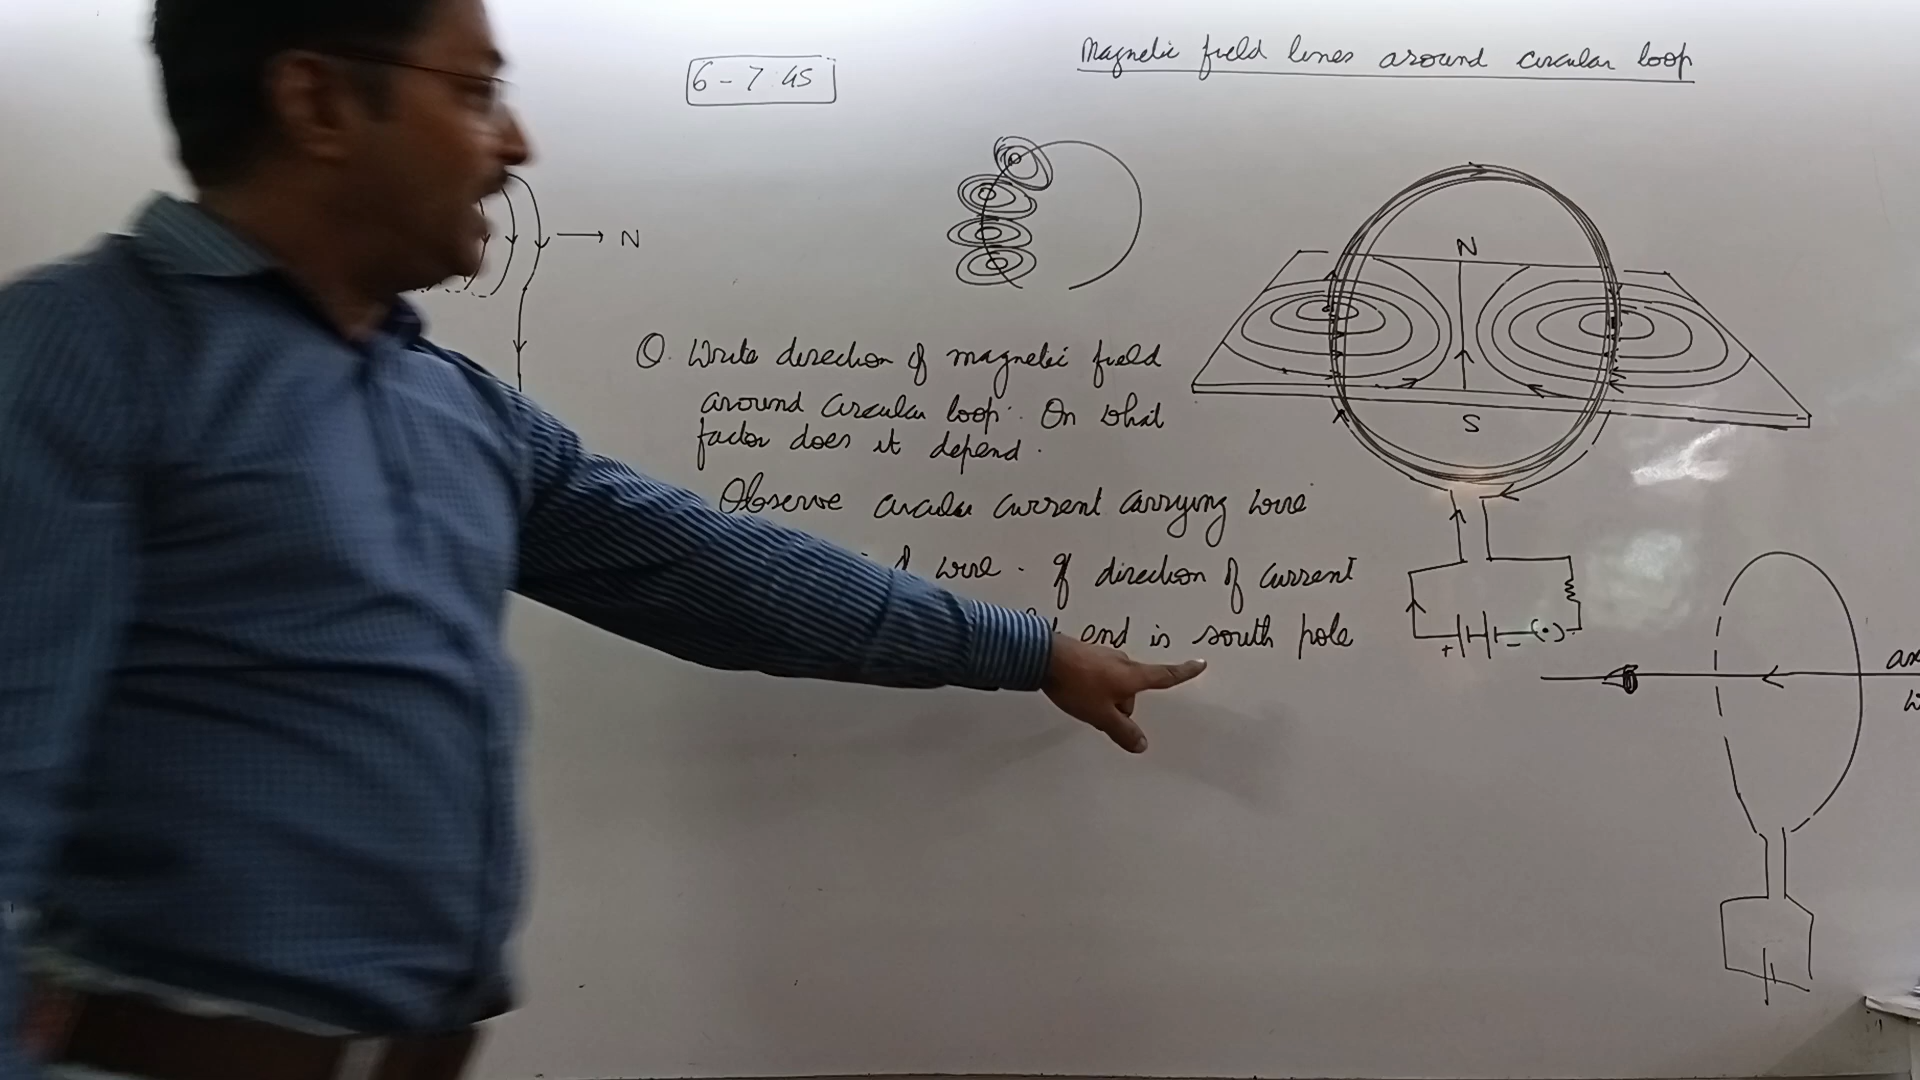 6 - 7:45
Magnetic field lines around circular loop
N
N
S
Q. Write direction of magnetic field
around circular loop. On what
factor does it depend.
Observe circular current carrying wire
of wire. If direction of current
end is south pole
+ - (.)